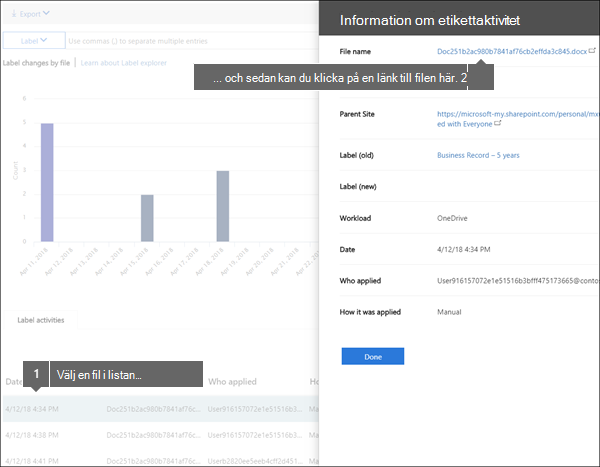 Export
Label
Use commas (,) to separate multiple entries
Label changes by file
Learn about Label explorer
Count
6
5
4
3
2
1
0
Apr 11, 2018
Apr 12, 2018
Apr 13, 2018
Apr 14, 2018
Apr 15, 2018
Apr 16, 2018
Apr 17, 2018
Apr 18, 2018
Apr 19, 2018
Apr 20, 2018
Apr 21, 2018
Apr 22, 2018
Label activities
1 Välj en fil i listan...
Date
Who applied
Ho
4/12/18 4:34 PM Doc251b2ac980b7841af76c... User916157072e1e51516b3... Ma
4/12/18 4:38 PM Doc251b2ac980b7841af76c... User916157072e1e51516b3... Ma
4/12/18 4:41 PM Userb2820ee5eeb4cff2d451... Ma
Information om etikettaktivitet
File name Doc251b2ac980b7841af76cb2effda3c845.docx
... och sedan kan du klicka på en länk till filen här. 2
Parent Site https://microsoft-my.sharepoint.com/personal/mx
ed with Everyone
Label (old) Business Record – 5 years
Label (new)
Workload OneDrive
Date 4/12/18 4:34 PM
Who applied User916157072e1e51516b3bfff475173665@conto
How it was applied Manual
Done